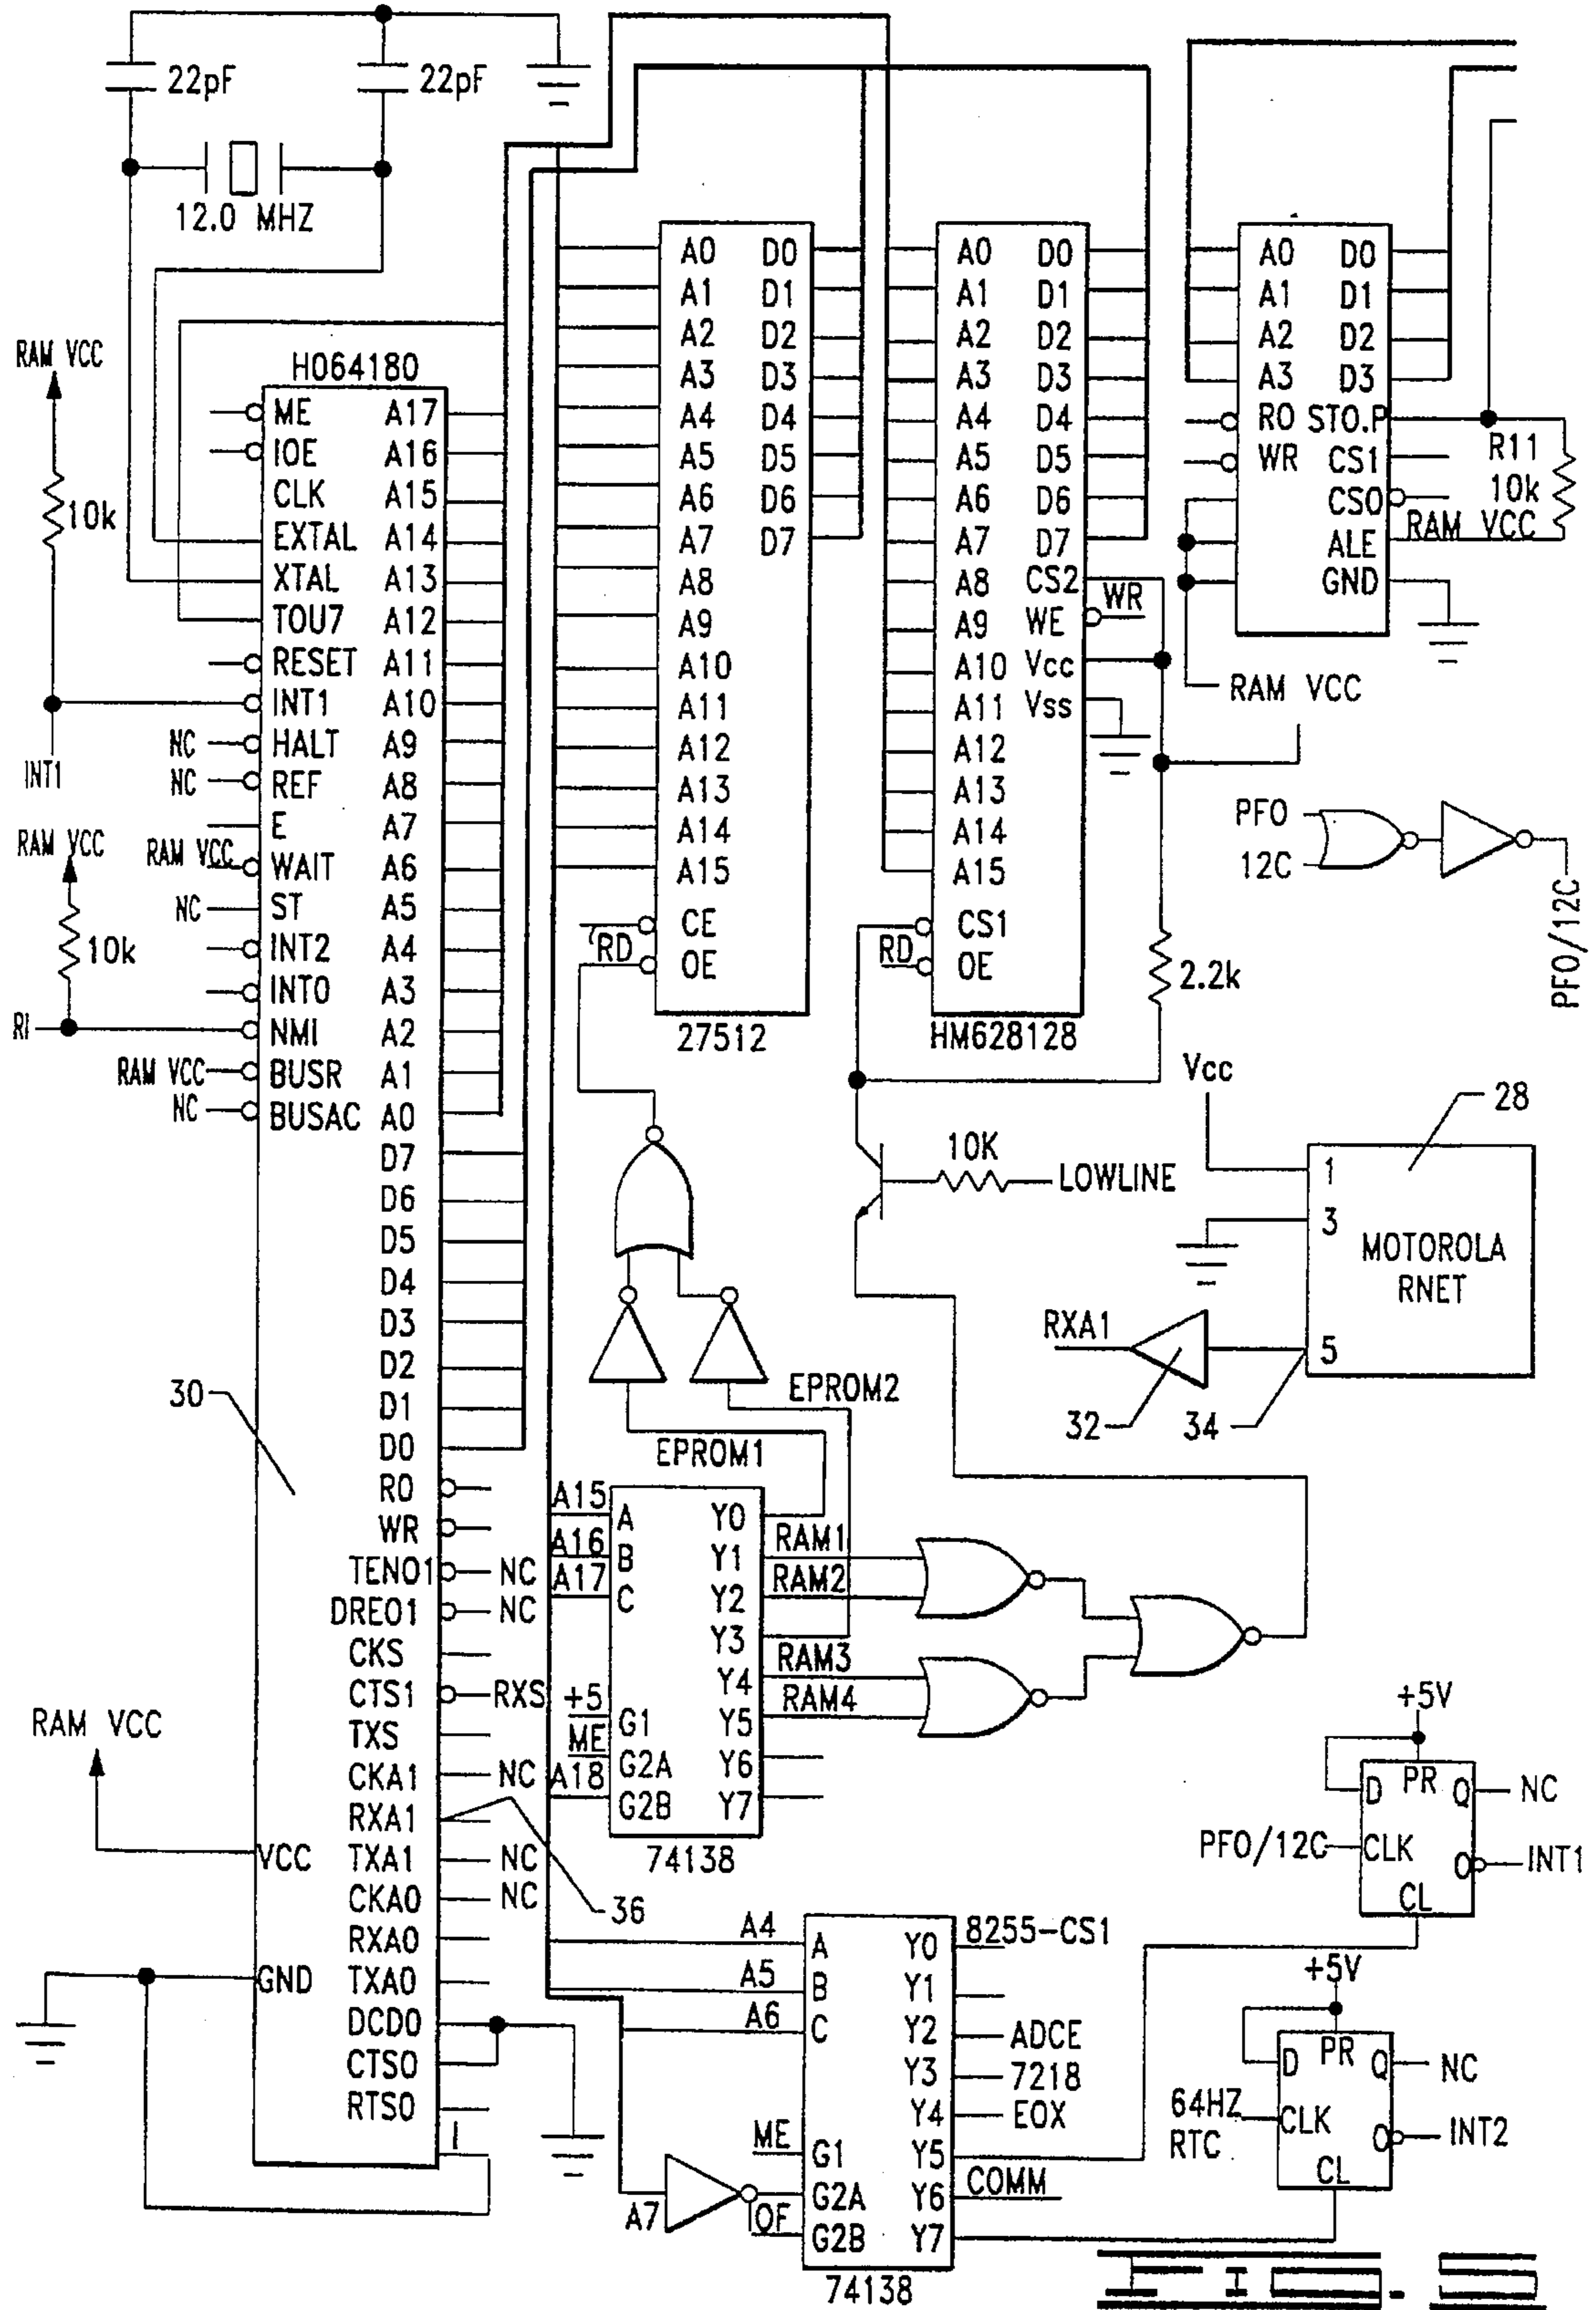 22pF
22pF
12.0 MHZ
RAM VCC
10k
INT1
RAM VCC
10k
RI
H064180
ME
IOE
CLK
EXTAL
XTAL
TOU7
RESET
INT1
NC HALT
NC REF
E
RAM VCC WAIT
NC ST
INT2
INT0
NMI
RAM VCC BUSR
NC BUSAC
A17
A16
A15
A14
A13
A12
A11
A10
A9
A8
A7
A6
A5
A4
A3
A2
A1
A0
D7
D6
D5
D4
D3
D2
D1
D0
RO
WR
TENO1 NC
DREO1 NC
CKS
CTS1 RXS
TXS
CKA1 NC
RXA1
TXA1 NC
CKA0 NC
RXA0
TXA0
DCD0
CTS0
RTS0
I
RAM VCC
VCC
GND
30
36
A0
A1
A2
A3
A4
A5
A6
A7
A8
A9
A10
A11
A12
A13
A14
A15
CE
RD
OE
D0
D1
D2
D3
D4
D5
D6
D7
27512
A0
A1
A2
A3
A4
A5
A6
A7
A8
A9
A10
A11
A12
A13
A14
A15
CS1
RD
OE
D0
D1
D2
D3
D4
D5
D6
D7
CS2
WE WR
Vcc
Vss
HM628128
A0
A1
A2
A3
RO
WR
D0
D1
D2
D3
STO.P
CS1
CS0
ALE
GND
R11
10k
RAM VCC
RAM VCC
PFO
12C
PFO/12C
2.2k
10K
LOWLINE
Vcc
28
1
3
5
MOTOROLA
RNET
RXA1
32
34
EPROM2
EPROM1
A15 A
A16 B
A17 C
+5 G1
ME G2A
A18 G2B
Y0
Y1 RAM1
Y2 RAM2
Y3
Y4 RAM3
Y5 RAM4
Y6
Y7
74138
A4 A
A5 B
A6 C
ME G1
A7
G2A
OF G2B
Y0 8255-CS1
Y1
Y2 ADCE
Y3 7218
Y4 EOX
Y5
Y6 COMM
Y7
74138
+5V
D PR Q NC
PFO/12C CLK
Q INT1
CL
+5V
D PR Q NC
64HZ CLK
RTC
Q INT2
CL
FIG-5